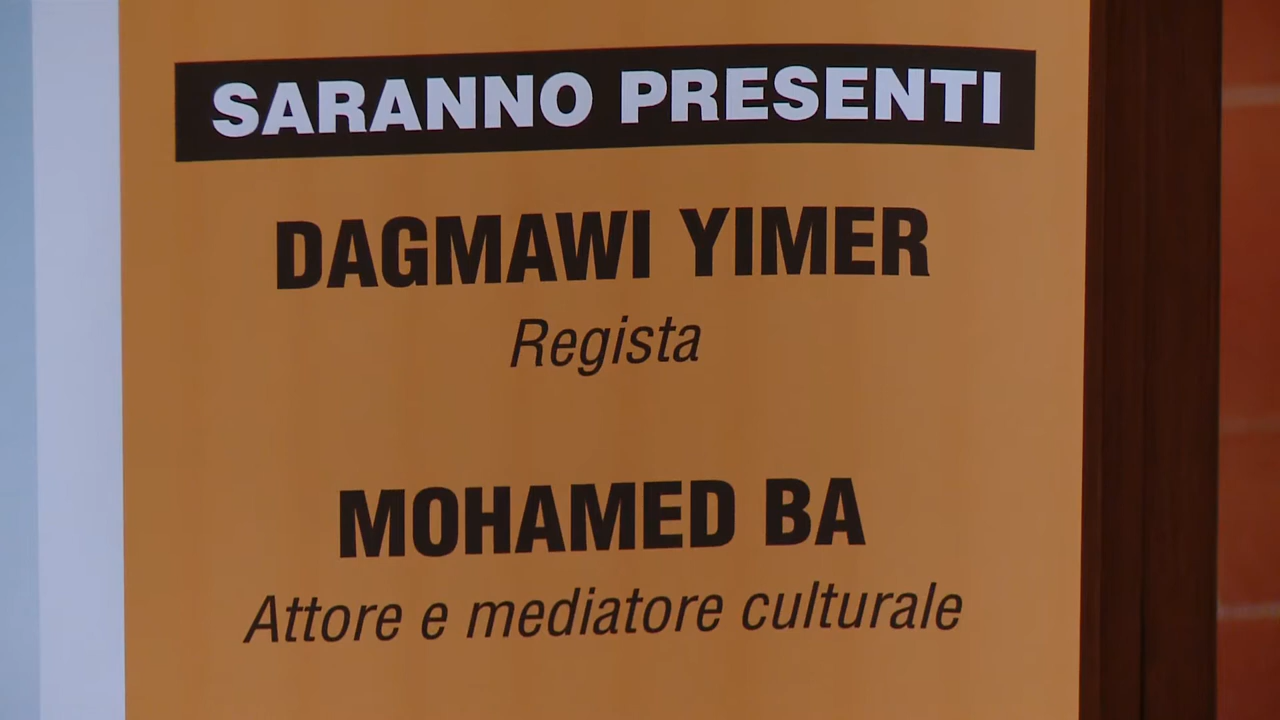 SARANNO PRESENTI
DAGMAWI YIMER
Regista
MOHAMED BA
Attore e mediatore culturale